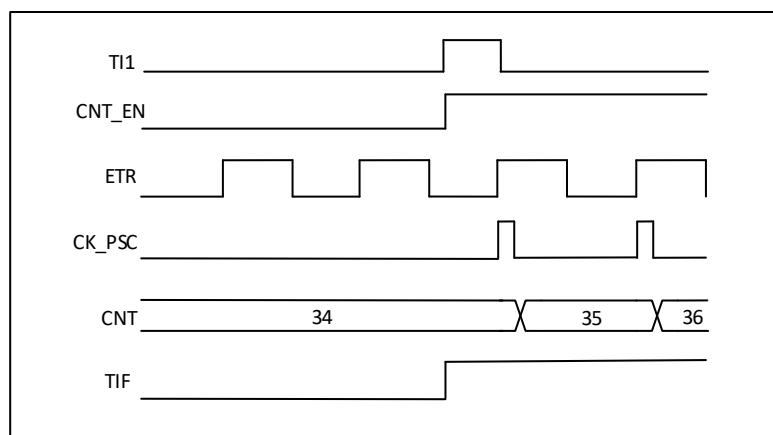 TI1
CNT_EN
ETR
CK_PSC
CNT 34 35 36
TIF